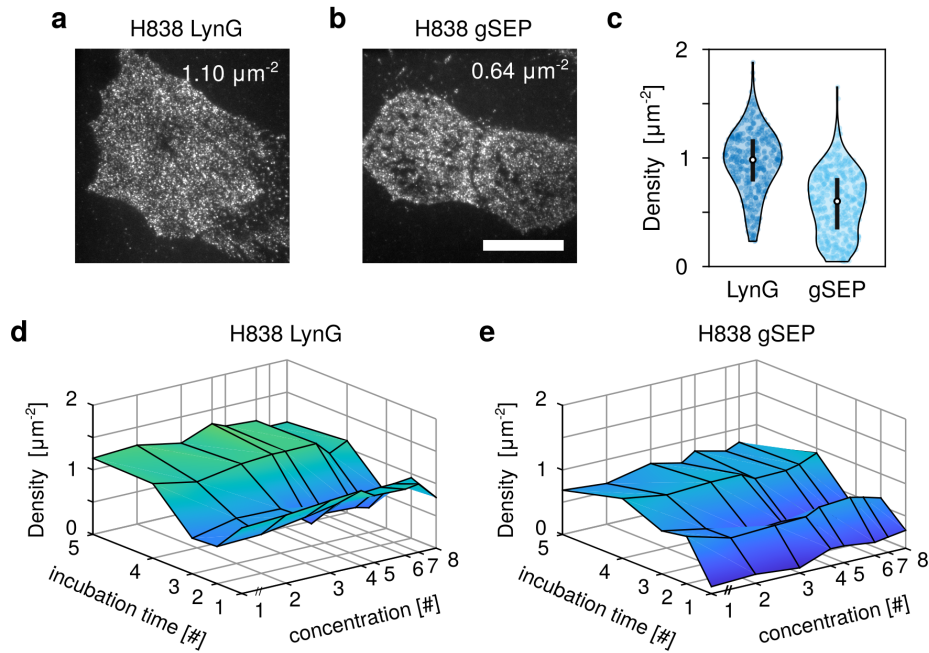 a
H838 LynG
1.10 µm-2
b
H838 gSEP
0.64 µm-2
c
Density [µm-2]
2
1
0
LynG gSEP
d
H838 LynG
Density [µm-2]
2
1
0
5
4
3
2
1
incubation time [#]
1 // 2 3 4 5 6 7 8
concentration [#]
e
H838 gSEP
Density [µm-2]
2
1
0
5
4
3
2
1
incubation time [#]
1 // 2 3 4 5 6 7 8
concentration [#]